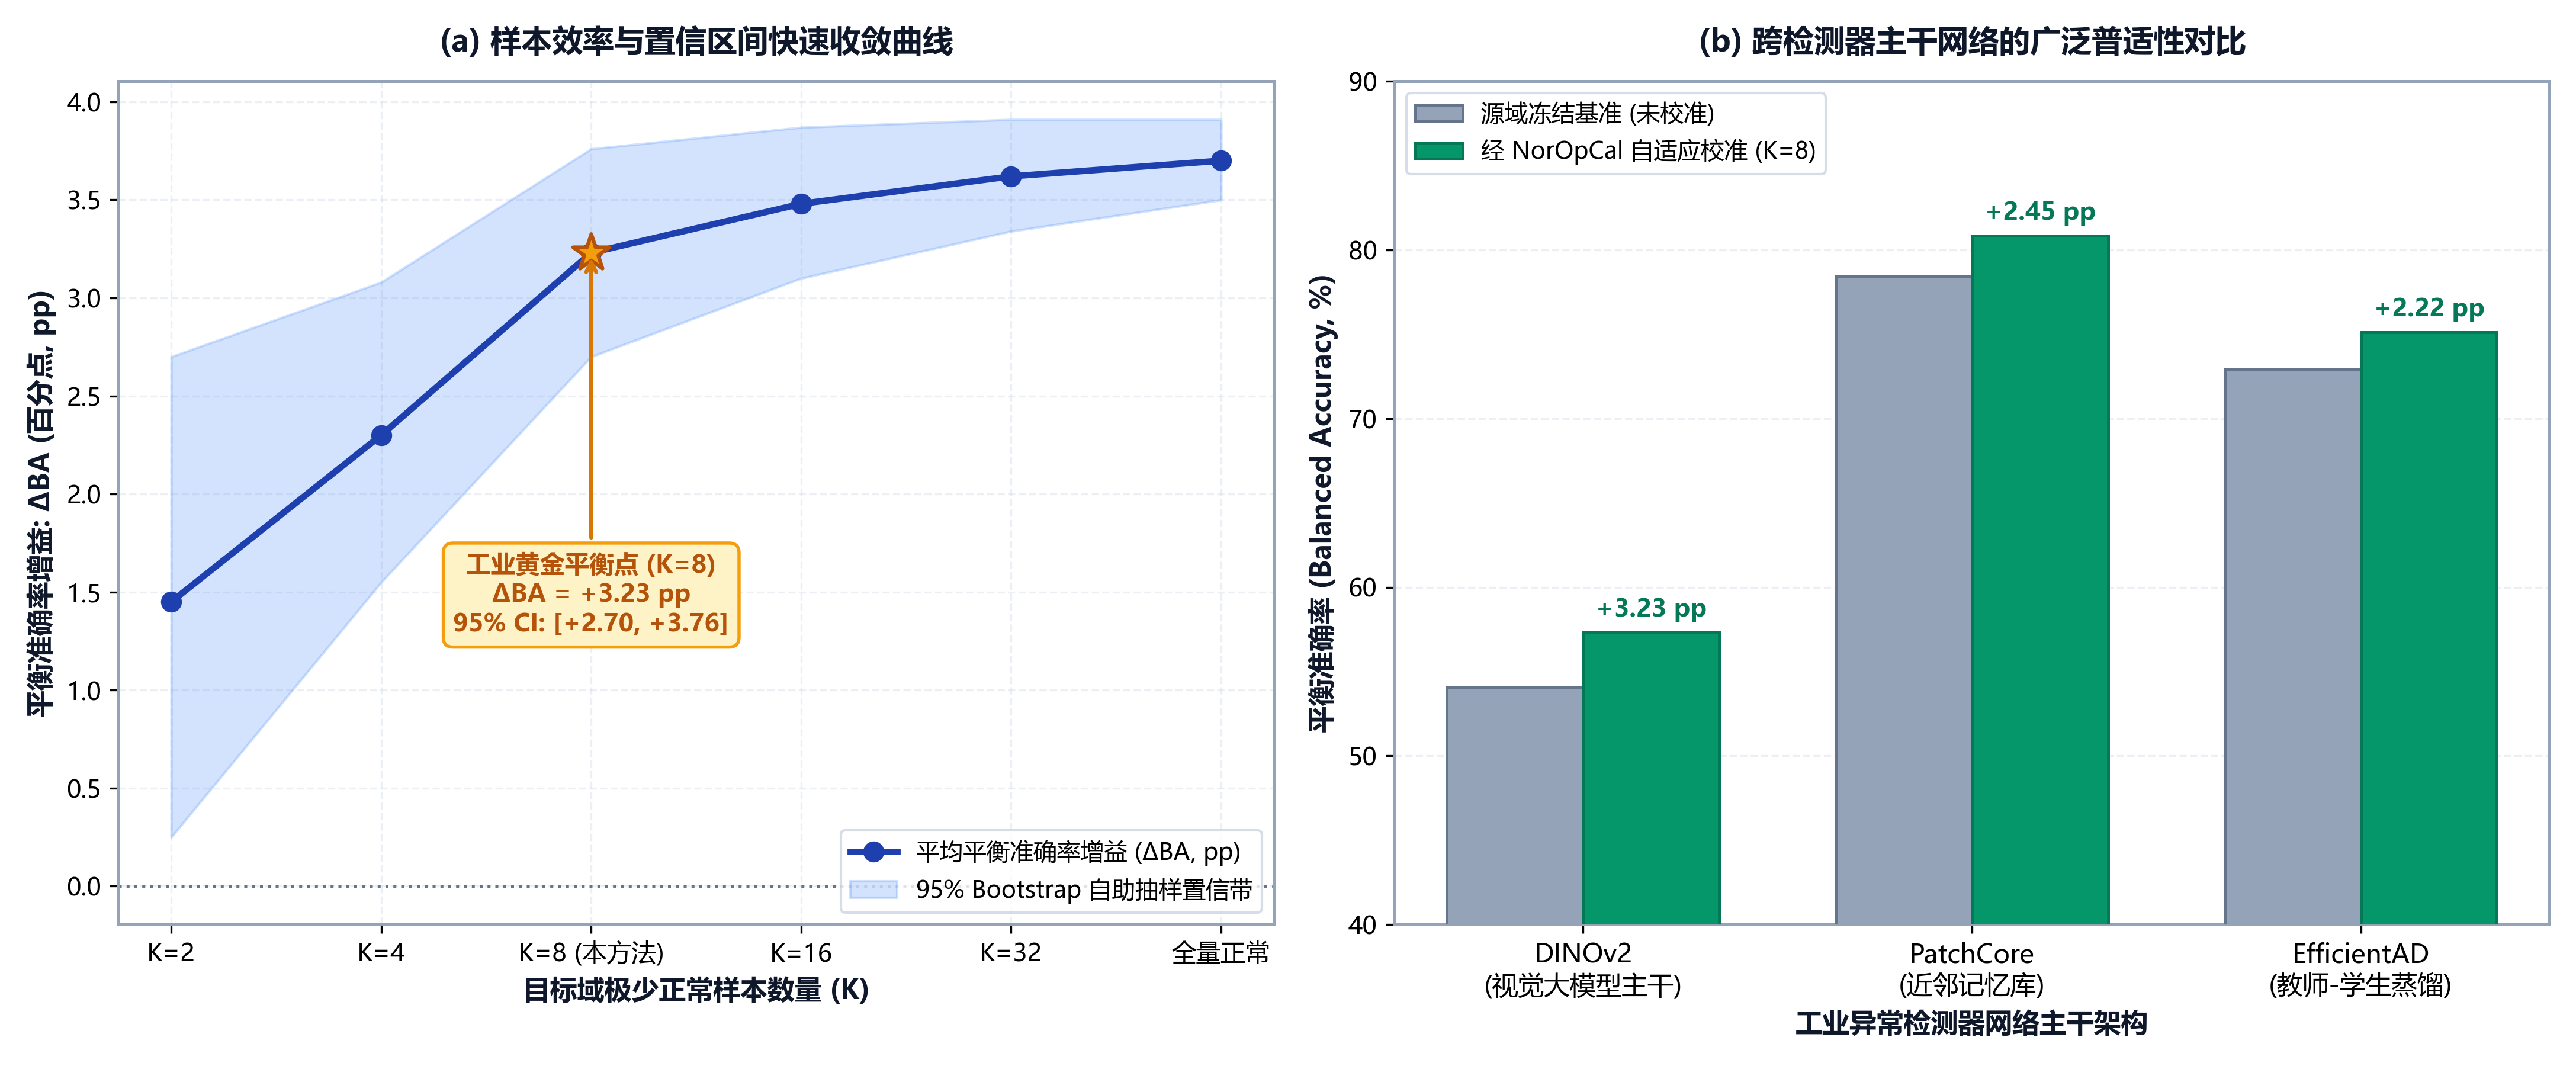 (a) 样本效率与置信区间快速收敛曲线
平衡准确率增益: ΔBA (百分点, pp)
4.0
3.5
3.0
2.5
2.0
1.5
1.0
0.5
0.0
工业黄金平衡点 (K=8)
ΔBA = +3.23 pp
95% CI: [+2.70, +3.76]
平均平衡准确率增益 (ΔBA, pp)
95% Bootstrap 自助抽样置信带
K=2
K=4
K=8 (本方法)
K=16
K=32
全量正常
目标域极少正常样本数量 (K)
(b) 跨检测器主干网络的广泛普适性对比
平衡准确率 (Balanced Accuracy, %)
90
80
70
60
50
40
源域冻结基准 (未校准)
经 NorOpCal 自适应校准 (K=8)
+3.23 pp
+2.45 pp
+2.22 pp
DINOv2
(视觉大模型主干)
PatchCore
(近邻记忆库)
EfficientAD
(教师-学生蒸馏)
工业异常检测器网络主干架构